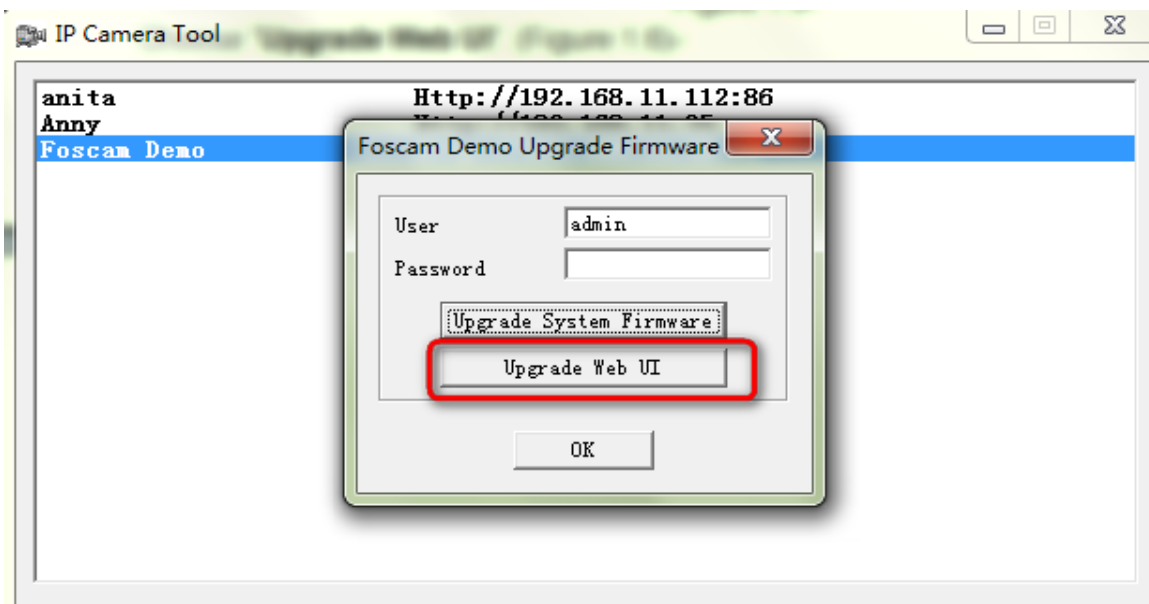 IP Camera Tool
anita Http://192.168.11.112:86
Anny
Foscam Demo
Foscam Demo Upgrade Firmware
User admin
Password
Upgrade System Firmware
Upgrade Web UI
OK